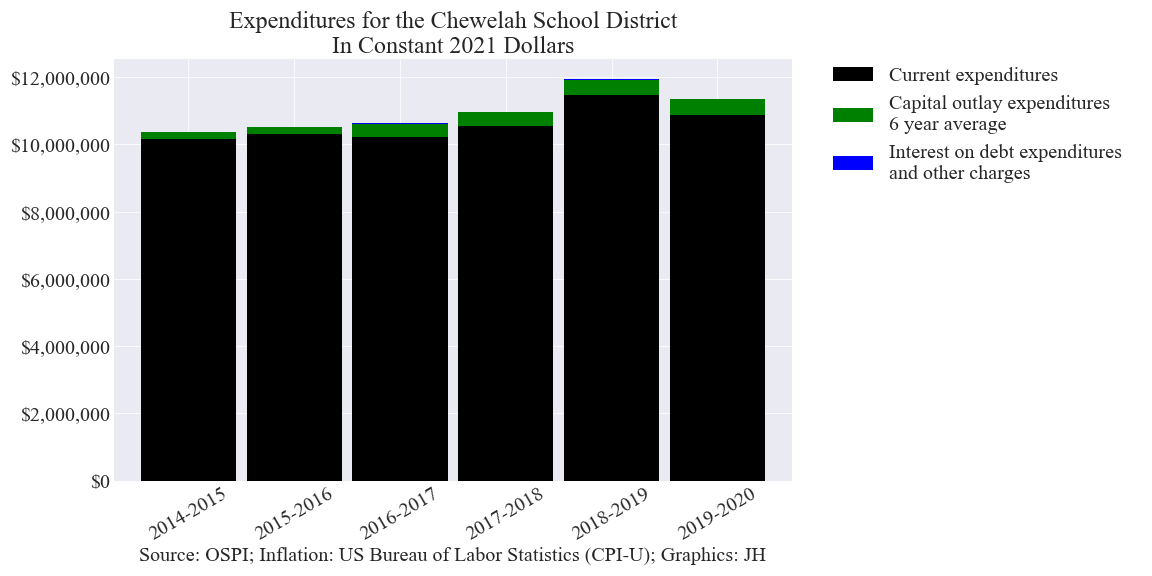 Expenditures for the Chewelah School District
In Constant 2021 Dollars
$12,000,000
$10,000,000
$8,000,000
$6,000,000
$4,000,000
$2,000,000
$0
2014-2015
2015-2016
2016-2017
2017-2018
2018-2019
2019-2020
Source: OSPI; Inflation: US Bureau of Labor Statistics (CPI-U); Graphics: JH
Current expenditures
Capital outlay expenditures
6 year average
Interest on debt expenditures
and other charges